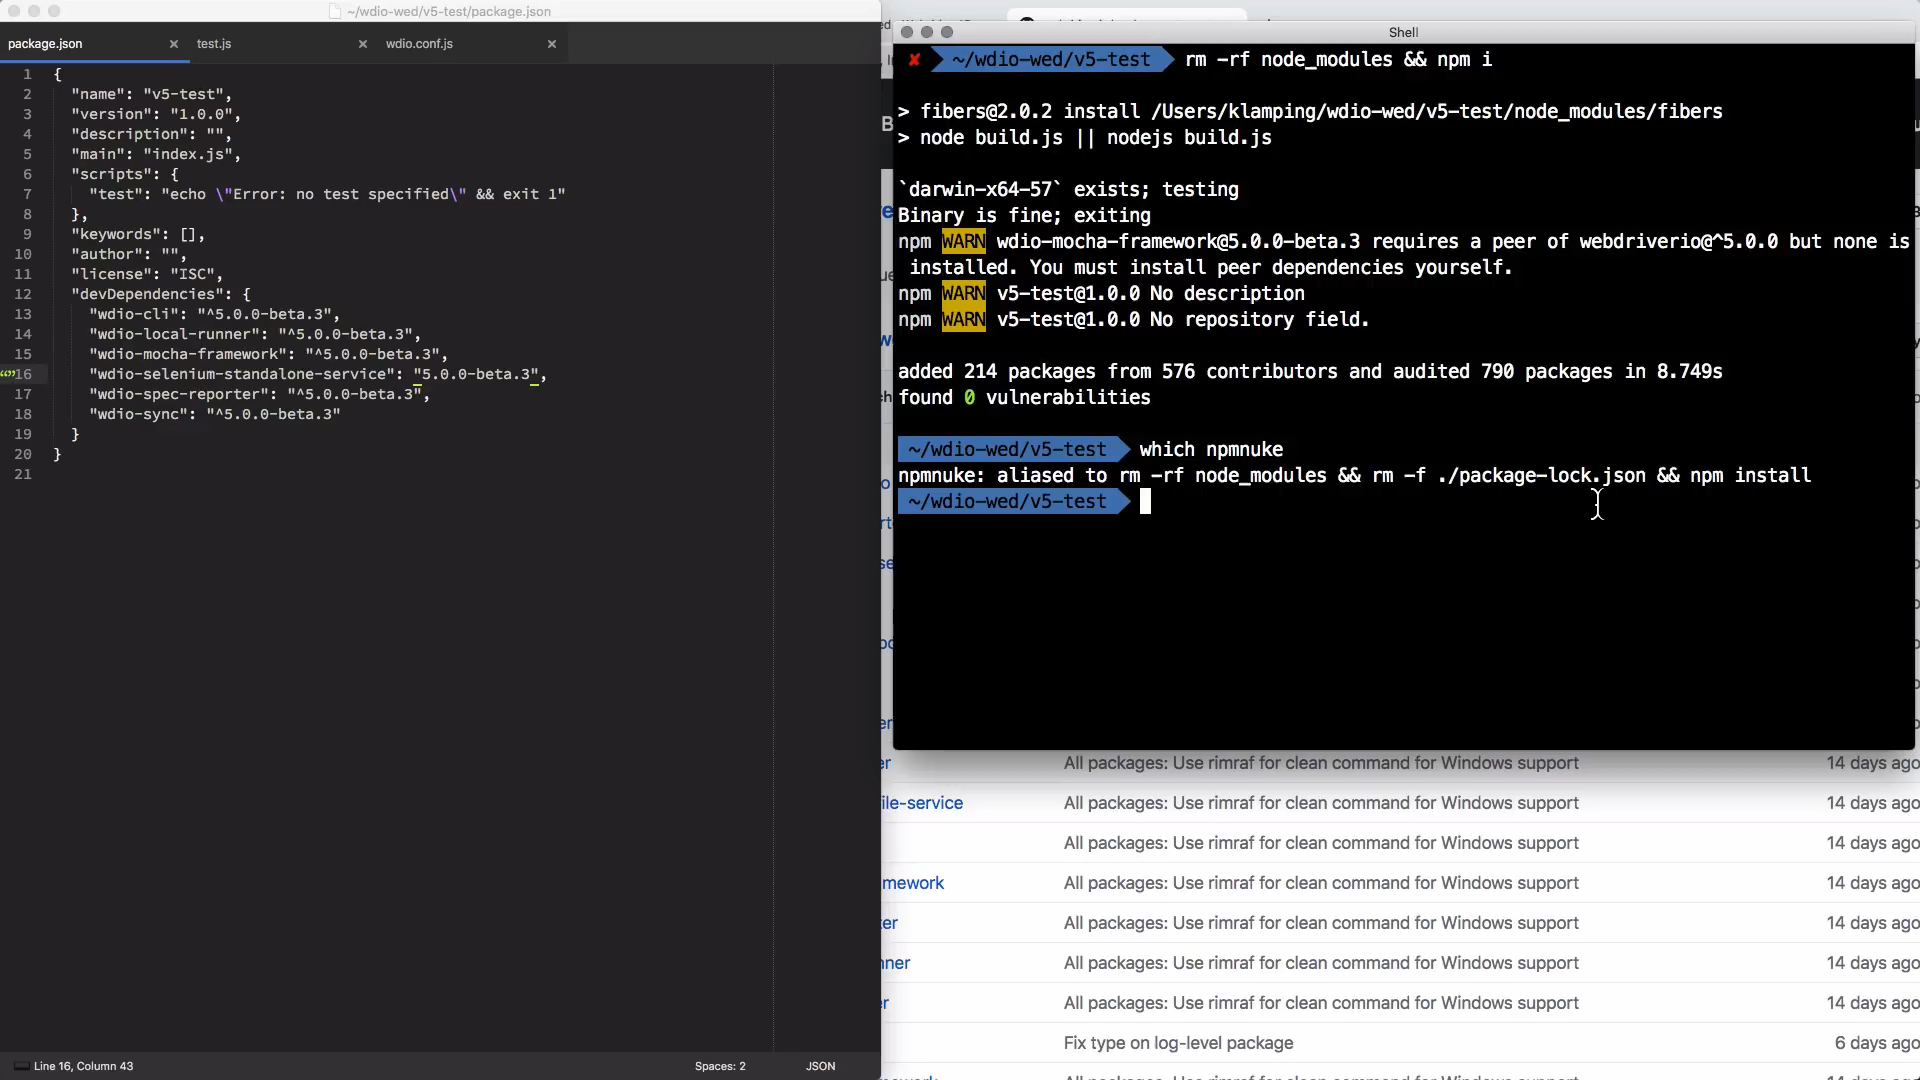 ~/wdio-wed/v5-test/package.json
package.json
test.js
wdio.conf.js
1 {
2 "name": "v5-test",
3 "version": "1.0.0",
4 "description": "",
5 "main": "index.js",
6 "scripts": {
7 "test": "echo \"Error: no test specified\" && exit 1"
8 },
9 "keywords": [],
10 "author": "",
11 "license": "ISC",
12 "devDependencies": {
13 "wdio-cli": "^5.0.0-beta.3",
14 "wdio-local-runner": "^5.0.0-beta.3",
15 "wdio-mocha-framework": "^5.0.0-beta.3",
16 "wdio-selenium-standalone-service": "5.0.0-beta.3",
17 "wdio-spec-reporter": "^5.0.0-beta.3",
18 "wdio-sync": "^5.0.0-beta.3"
19 }
20 }
21
Line 16, Column 43
Spaces: 2
JSON
Shell
✘ ~/wdio-wed/v5-test rm -rf node_modules && npm i
> fibers@2.0.2 install /Users/klamping/wdio-wed/v5-test/node_modules/fibers
> node build.js || nodejs build.js
`darwin-x64-57` exists; testing
Binary is fine; exiting
npm WARN wdio-mocha-framework@5.0.0-beta.3 requires a peer of webdriverio@^5.0.0 but none is
installed. You must install peer dependencies yourself.
npm WARN v5-test@1.0.0 No description
npm WARN v5-test@1.0.0 No repository field.
added 214 packages from 576 contributors and audited 790 packages in 8.749s
found 0 vulnerabilities
~/wdio-wed/v5-test which npmnuke
npmnuke: aliased to rm -rf node_modules && rm -f ./package-lock.json && npm install
~/wdio-wed/v5-test
er All packages: Use rimraf for clean command for Windows support 14 days ago
ile-service All packages: Use rimraf for clean command for Windows support 14 days ago
All packages: Use rimraf for clean command for Windows support 14 days ago
mework All packages: Use rimraf for clean command for Windows support 14 days ago
ter All packages: Use rimraf for clean command for Windows support 14 days ago
nner All packages: Use rimraf for clean command for Windows support 14 days ago
er All packages: Use rimraf for clean command for Windows support 14 days ago
Fix type on log-level package 6 days ago